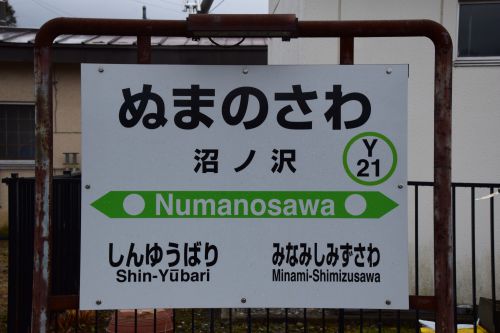 ぬまのさわ
沼ノ沢
Y
21
Numanosawa
しんゆうばり
Shin-Yūbari
みなみしみずさわ
Minami-Shimizusawa